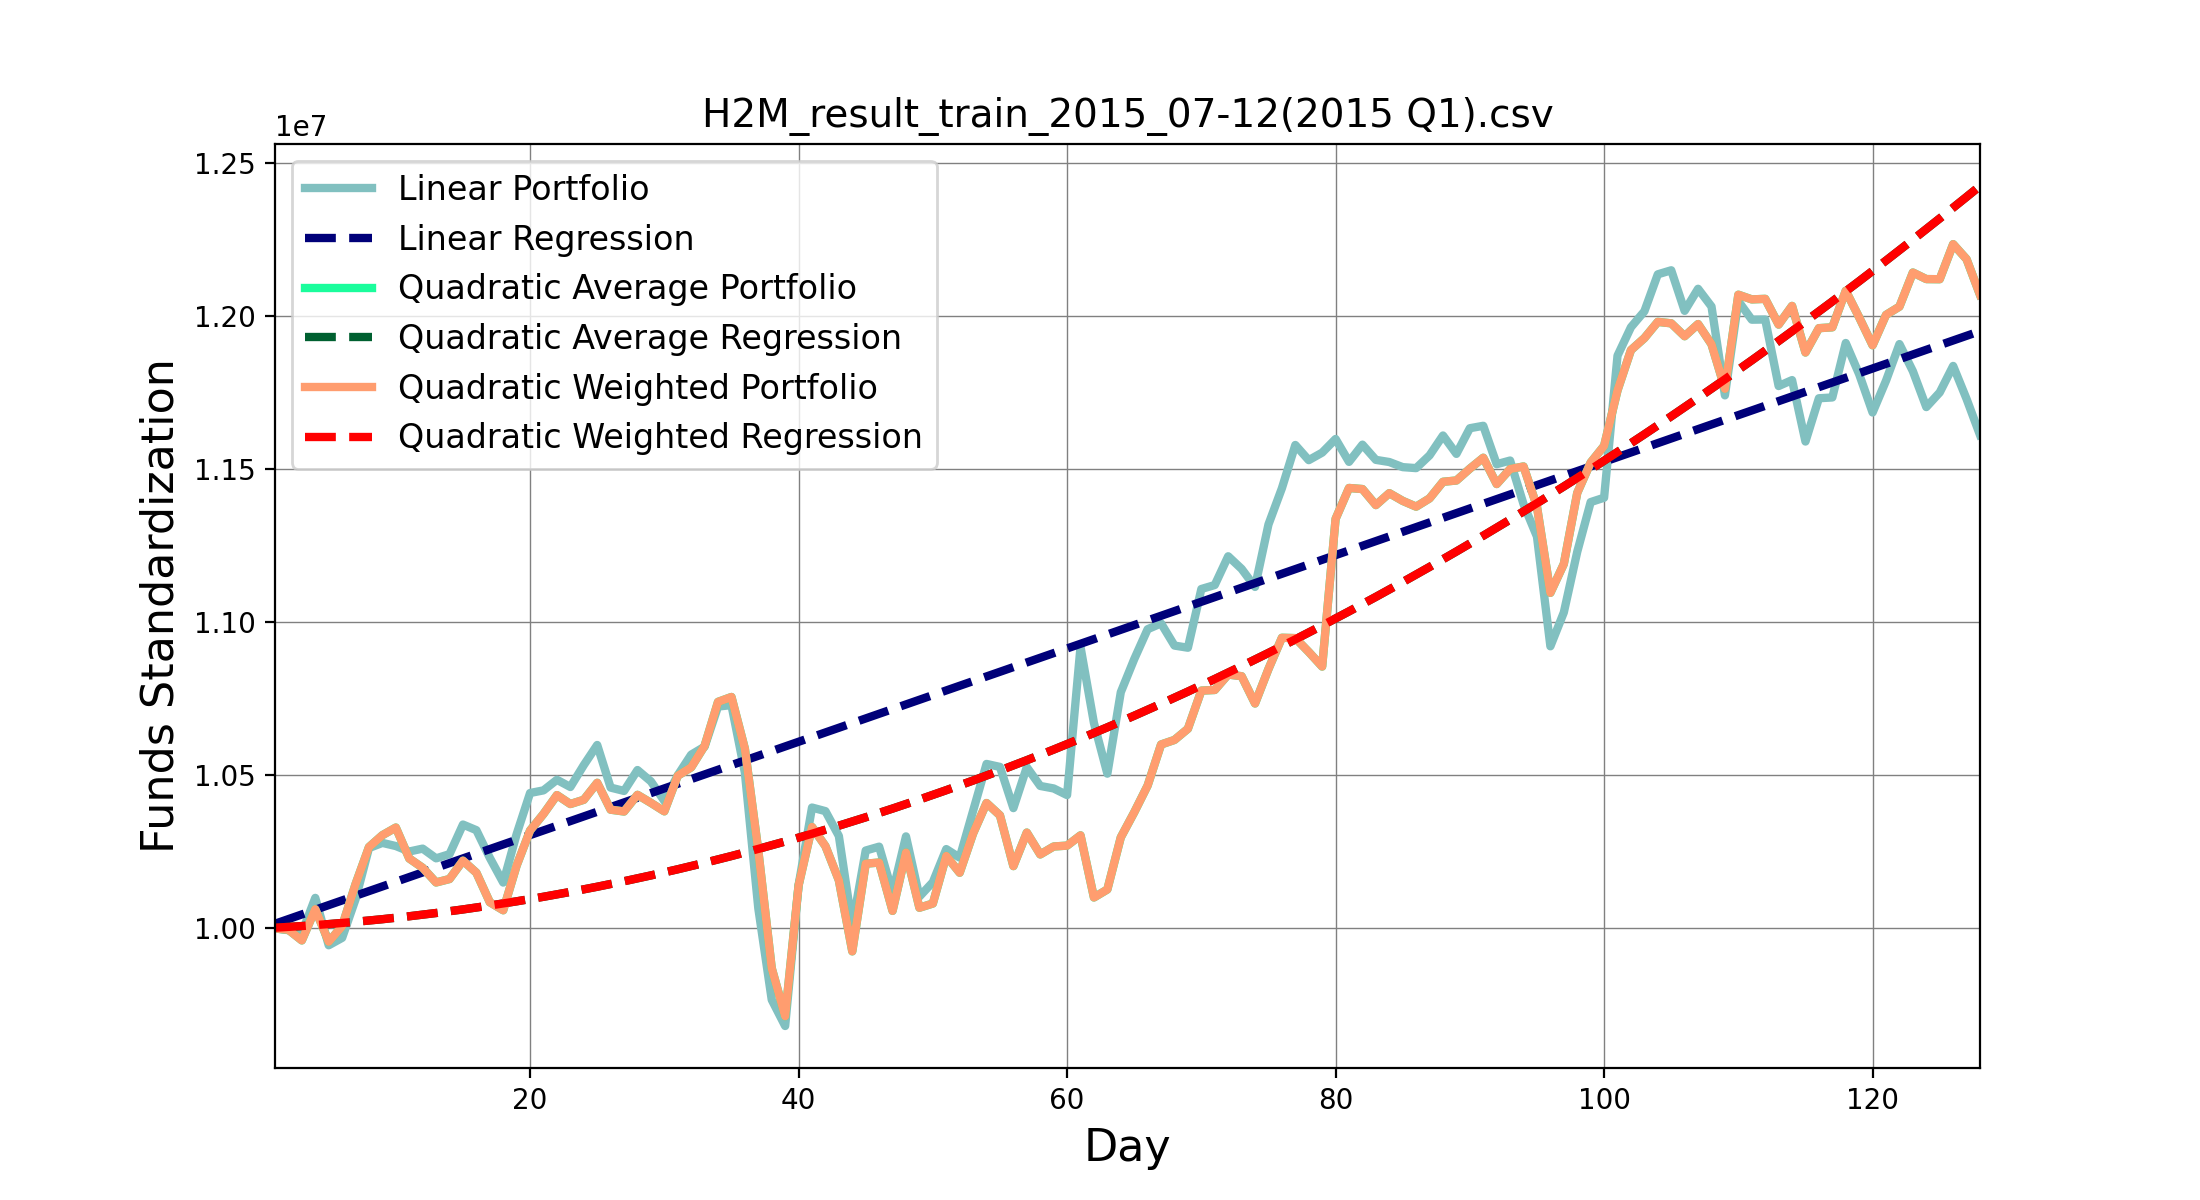 H2M_result_train_2015_07-12(2015 Q1).csv
1e7
1.25
1.20
1.15
1.10
1.05
1.00
Funds Standardization
Linear Portfolio
Linear Regression
Quadratic Average Portfolio
Quadratic Average Regression
Quadratic Weighted Portfolio
Quadratic Weighted Regression
20 40 60 80 100 120
Day